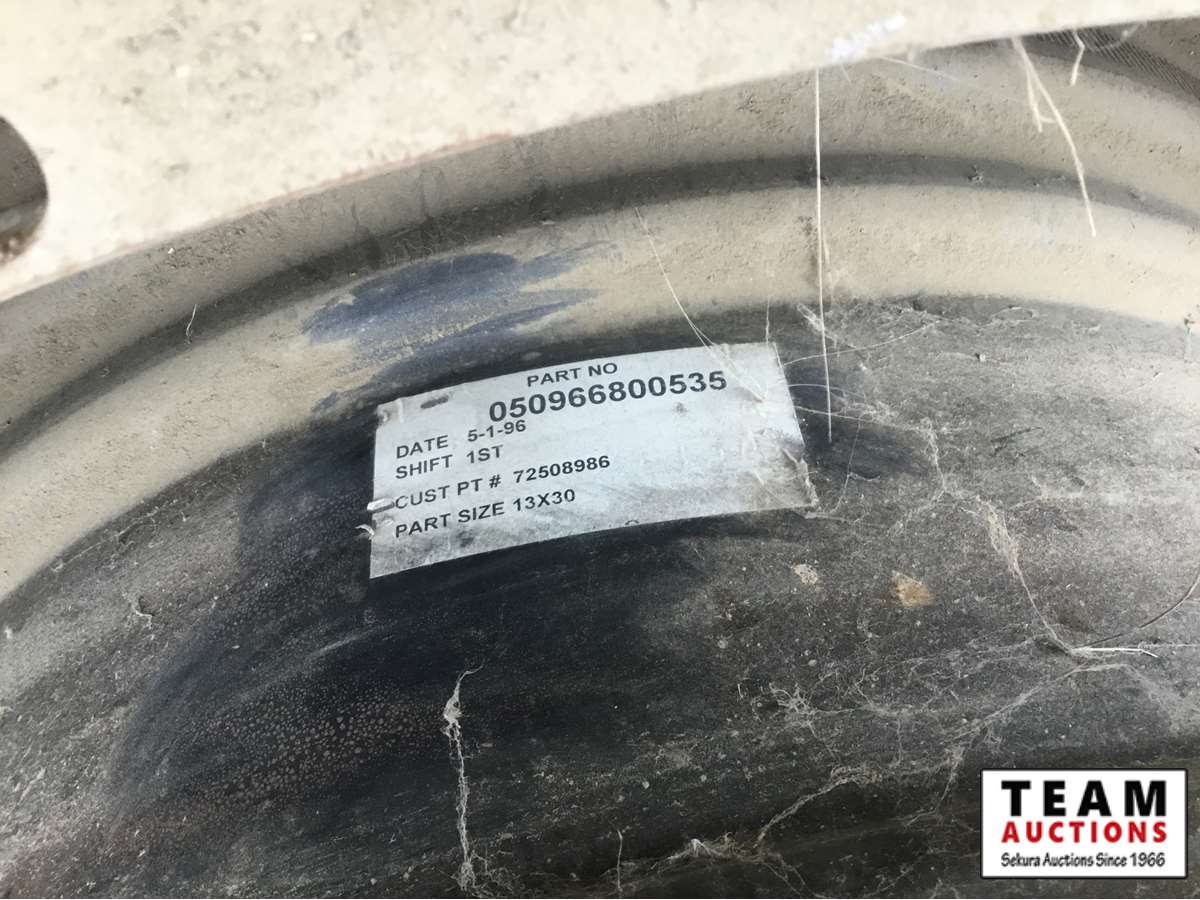 PART NO
050966800535
DATE 5-1-96
SHIFT 1ST
CUST PT # 72508986
PART SIZE 13X30
TEAM
AUCTIONS
Sekura Auctions Since 1966